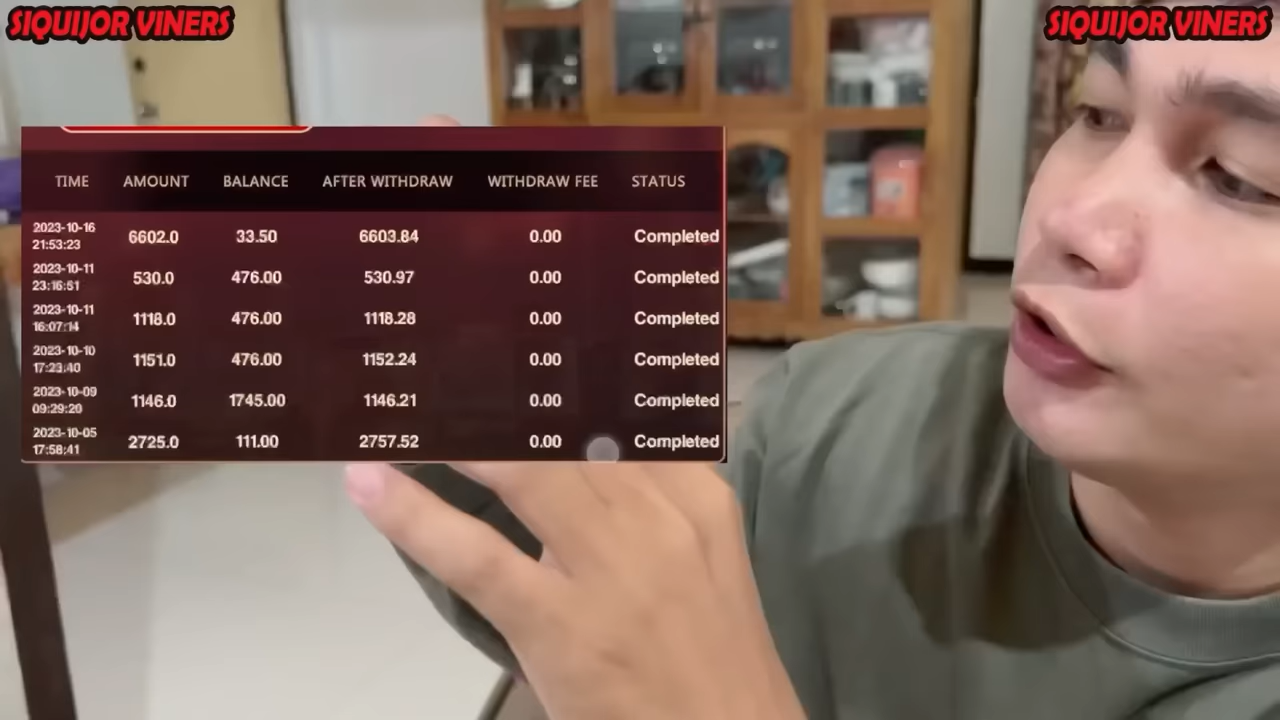 SIQUIJOR VINERS SIQUIJOR VINERS
TIME AMOUNT BALANCE AFTER WITHDRAW WITHDRAW FEE STATUS
2023-10-16
21:53:23 6602.0 33.50 6603.84 0.00 Completed
2023-10-11
23:16:51 530.0 476.00 530.97 0.00 Completed
2023-10-11
16:07:14 1118.0 476.00 1118.28 0.00 Completed
2023-10-10
17:23:40 1151.0 476.00 1152.24 0.00 Completed
2023-10-09
09:29:20 1146.0 1745.00 1146.21 0.00 Completed
2023-10-05
17:58:41 2725.0 111.00 2757.52 0.00 Completed